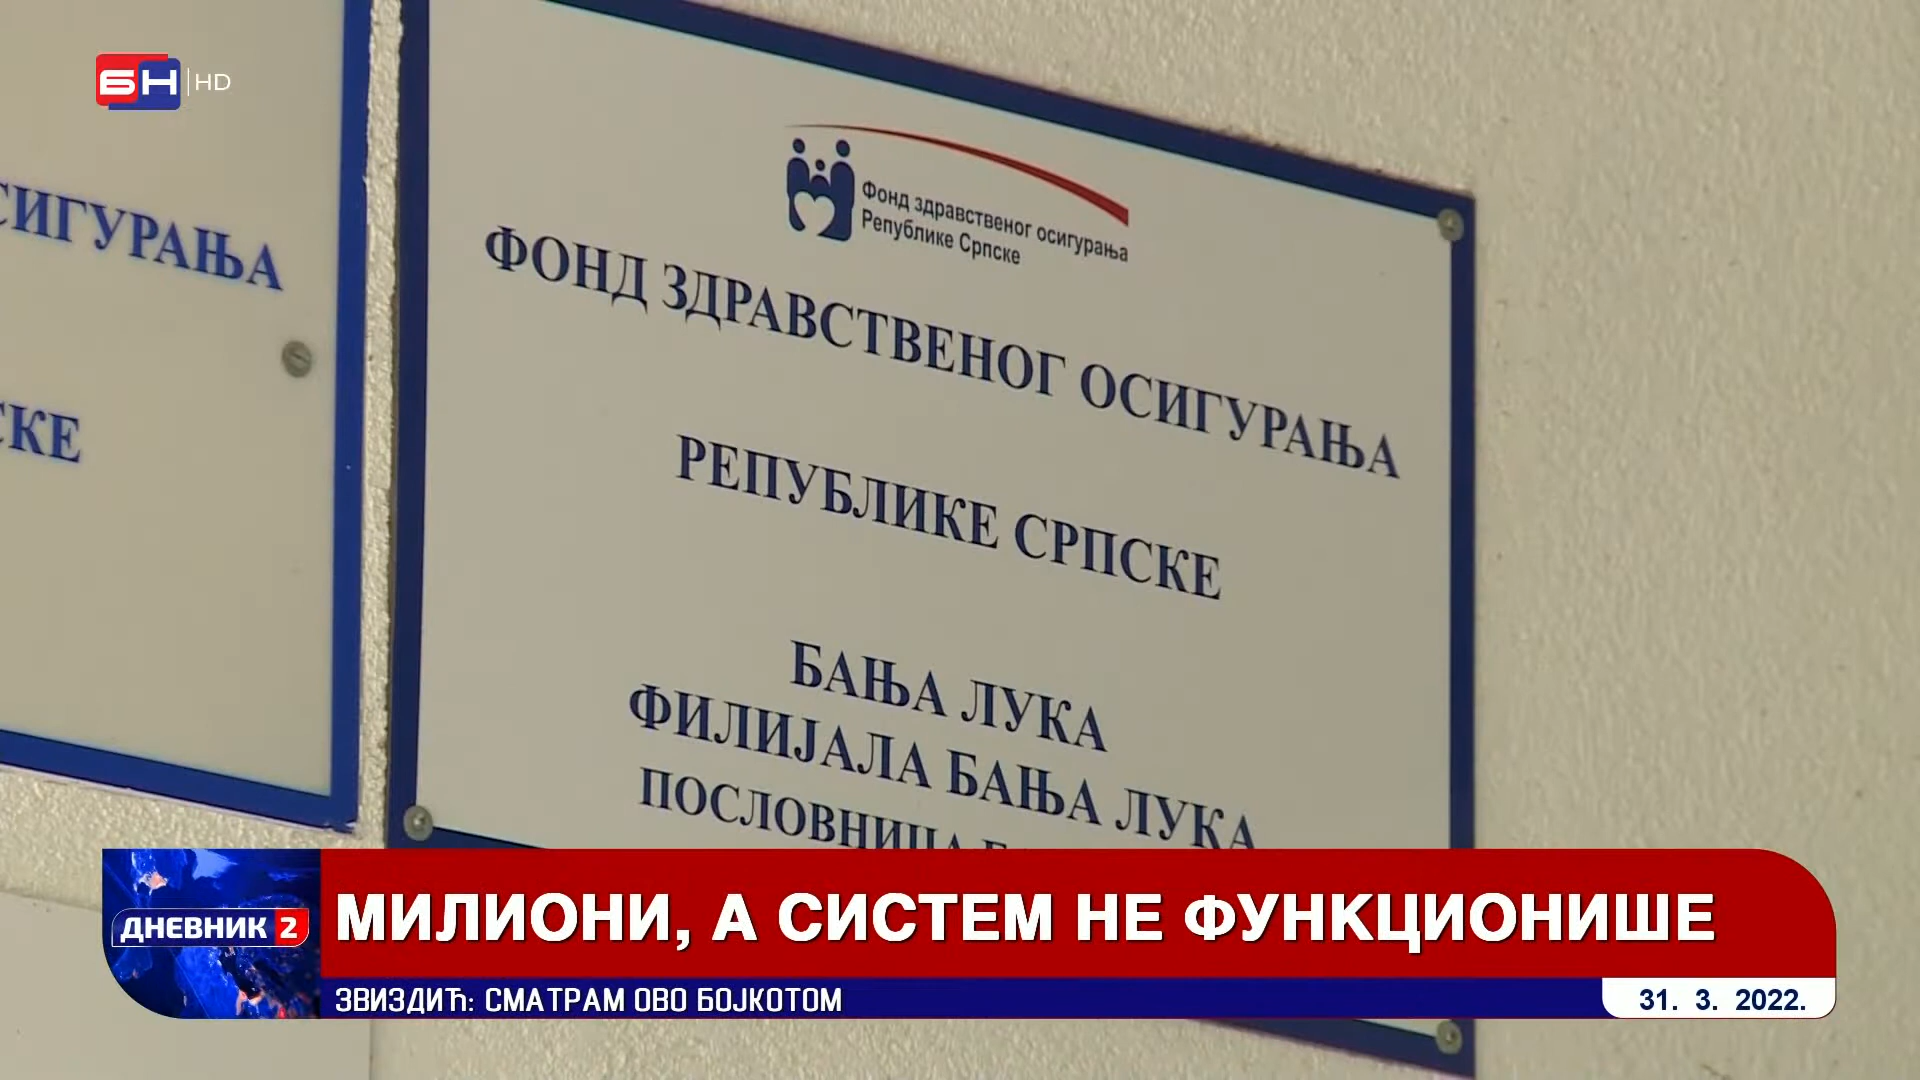 БН HD
СИГУРАЊА
СКЕ
Фонд здравственог осигурања
Републике Српске
ФОНД ЗДРАВСТВЕНОГ ОСИГУРАЊА
РЕПУБЛИКЕ СРПСКЕ
БАЊА ЛУКА
ФИЛИЈАЛА БАЊА ЛУКА
ПОСЛОВНИЦА
ДНЕВНИК 2
МИЛИОНИ, А СИСТЕМ НЕ ФУНКЦИОНИШЕ
ЗВИЗДИЋ: СМАТРАМ ОВО БОЈКОТОМ
31. 3. 2022.